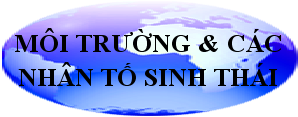 MÔI TRƯỜNG & CÁC
NHÂN TỐ SINH THÁI